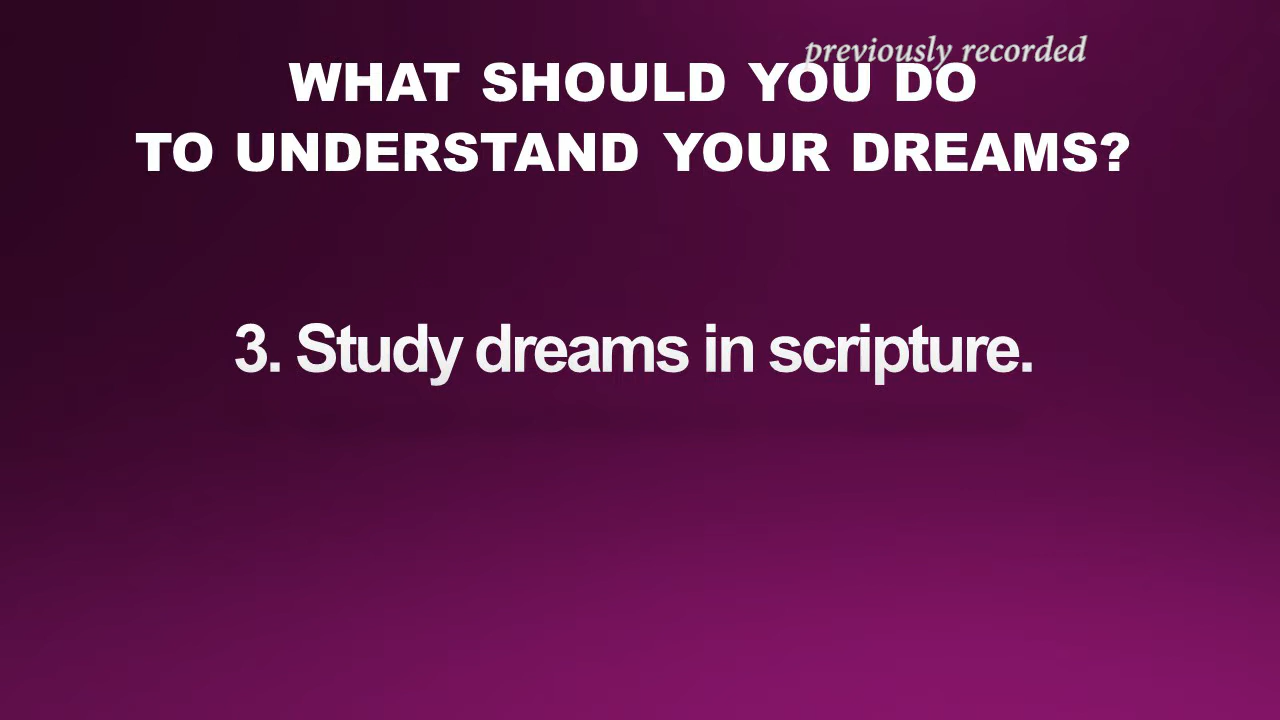 previously recorded
WHAT SHOULD YOU DO
TO UNDERSTAND YOUR DREAMS?
3. Study dreams in scripture.